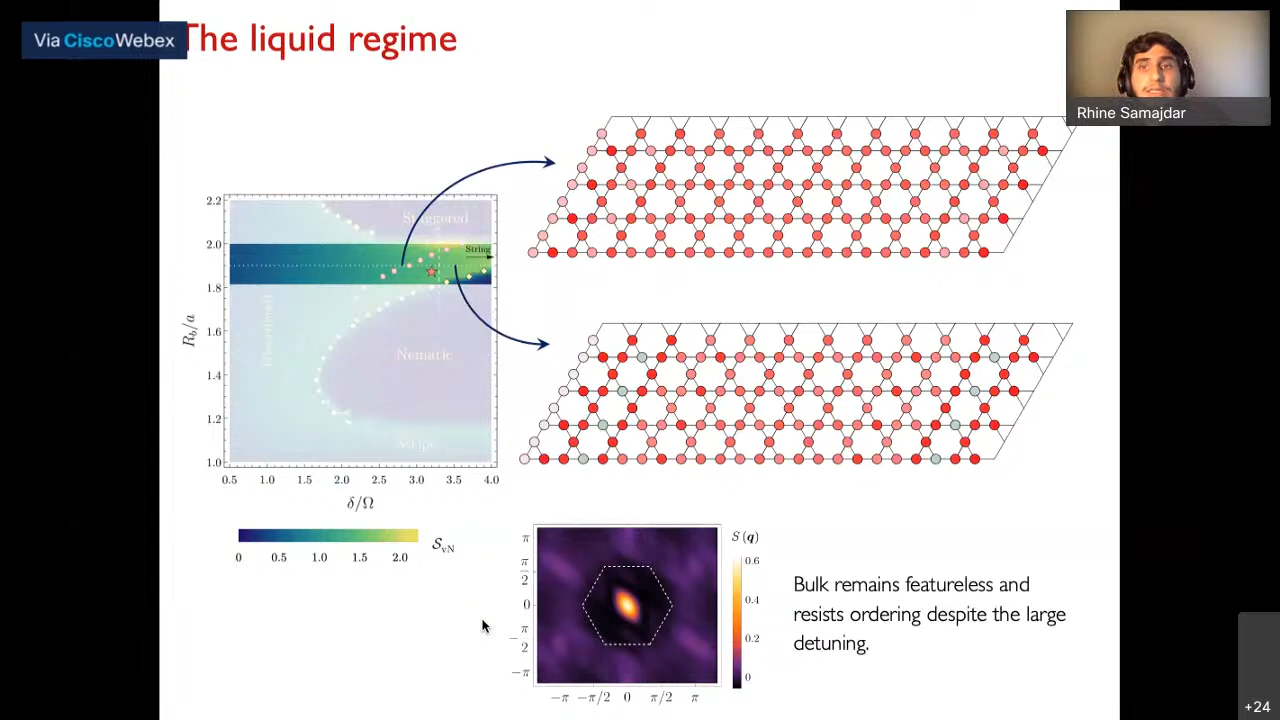 Via Cisco Webex
The liquid regime
Rhine Samajdar
2.2
2.0
1.8
1.6
1.4
1.2
1.0
R_b/a
Staggered
String
Nematic
0.5 1.0 1.5 2.0 2.5 3.0 3.5 4.0
δ/Ω
0 0.5 1.0 1.5 2.0
S_vN
π
π/2
0
-π/2
-π
-π -π/2 0 π/2 π
S(q)
0.6
0.4
0.2
0
Bulk remains featureless and
resists ordering despite the large
detuning.
+24